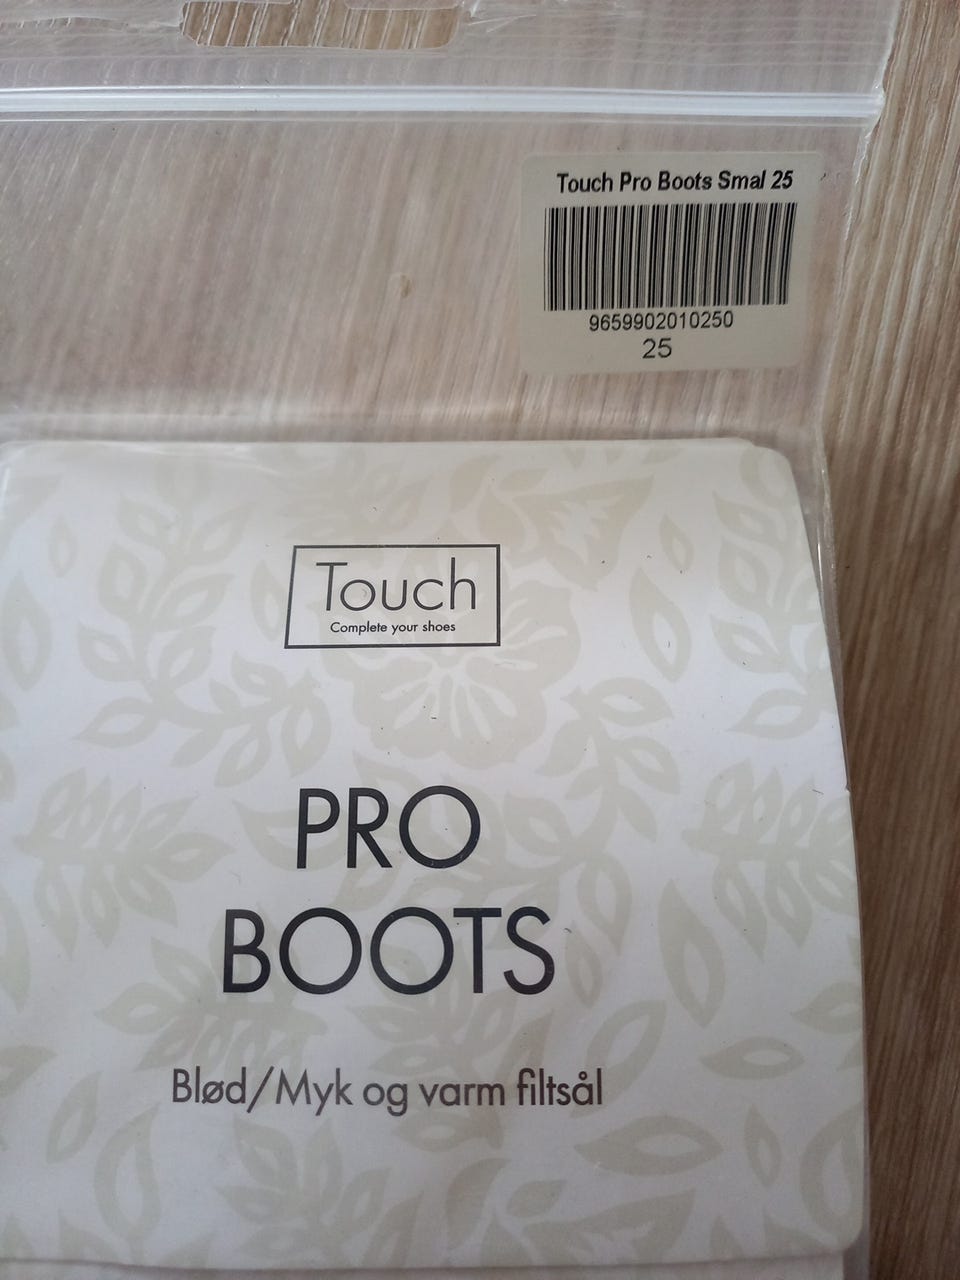 Touch Pro Boots Smal 25
9659902010250
25
Touch
Complete your shoes
PRO
BOOTS
Blød/Myk og varm filtsål